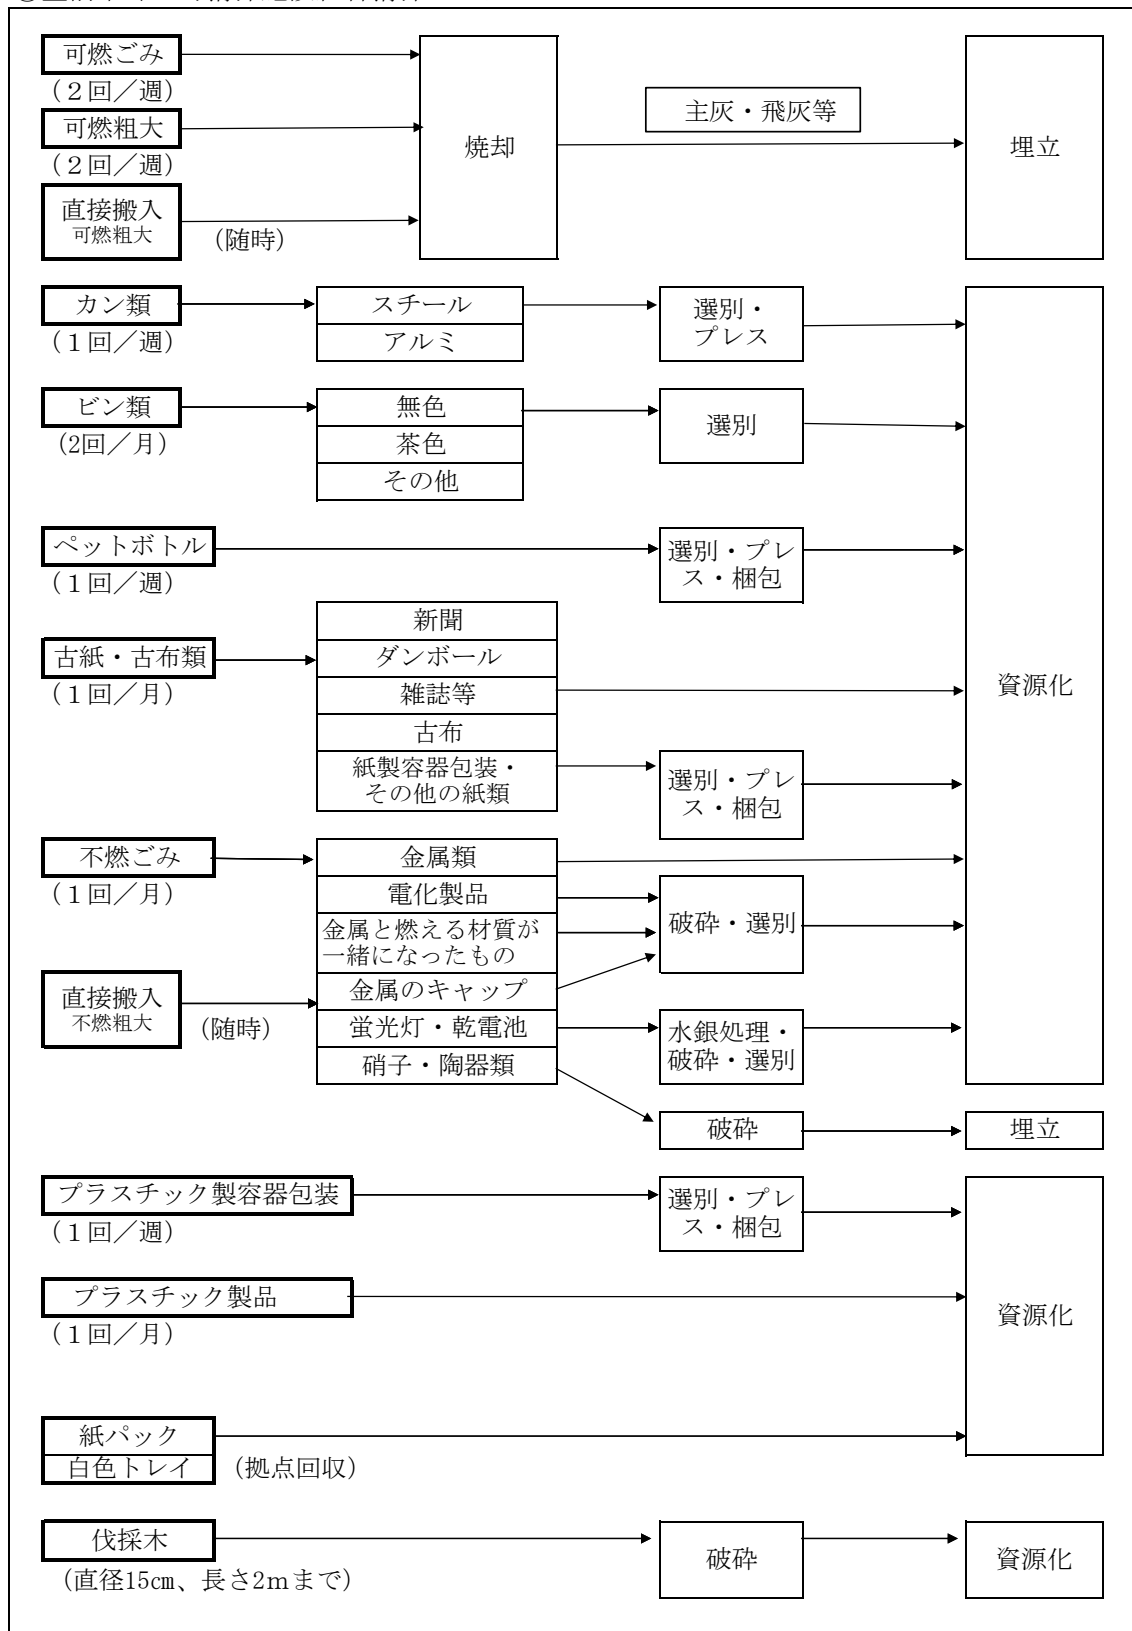 可燃ごみ
(２回／週)
可燃粗大
(２回／週)
直接搬入
可燃粗大
(随時)
焼却
主灰・飛灰等
埋立
カン類
(１回／週)
スチール
アルミ
選別・
プレス
ビン類
(2回／月)
無色
茶色
その他
選別
ペットボトル
(１回／週)
選別・プレ
ス・梱包
古紙・古布類
(１回／月)
新聞
ダンボール
雑誌等
古布
紙製容器包装・
その他の紙類
選別・プレ
ス・梱包
資源化
不燃ごみ
(１回／月)
直接搬入
不燃粗大
(随時)
金属類
電化製品
金属と燃える材質が
一緒になったもの
金属のキャップ
蛍光灯・乾電池
硝子・陶器類
破砕・選別
水銀処理・
破砕・選別
破砕
埋立
プラスチック製容器包装
(１回／週)
選別・プレ
ス・梱包
プラスチック製品
(１回／月)
資源化
紙パック
白色トレイ
(拠点回収)
伐採木
(直径15㎝、長さ2ｍまで)
破砕
資源化